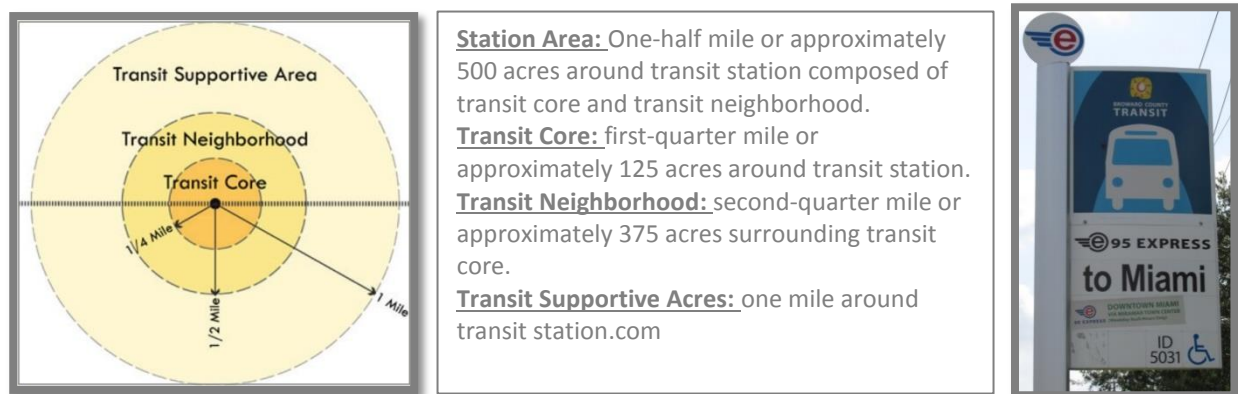 Transit Supportive Area
Transit Neighborhood
Transit Core
1/4 Mile
1/2 Mile
1 Mile
Station Area: One-half mile or approximately
500 acres around transit station composed of
transit core and transit neighborhood.
Transit Core: first-quarter mile or
approximately 125 acres around transit station.
Transit Neighborhood: second-quarter mile or
approximately 375 acres surrounding transit
core.
Transit Supportive Acres: one mile around
transit station.com
e
BROWARD COUNTY
TRANSIT
e 95 EXPRESS
to Miami
DOWNTOWN MIAMI
95 EXPRESS
ID
5031